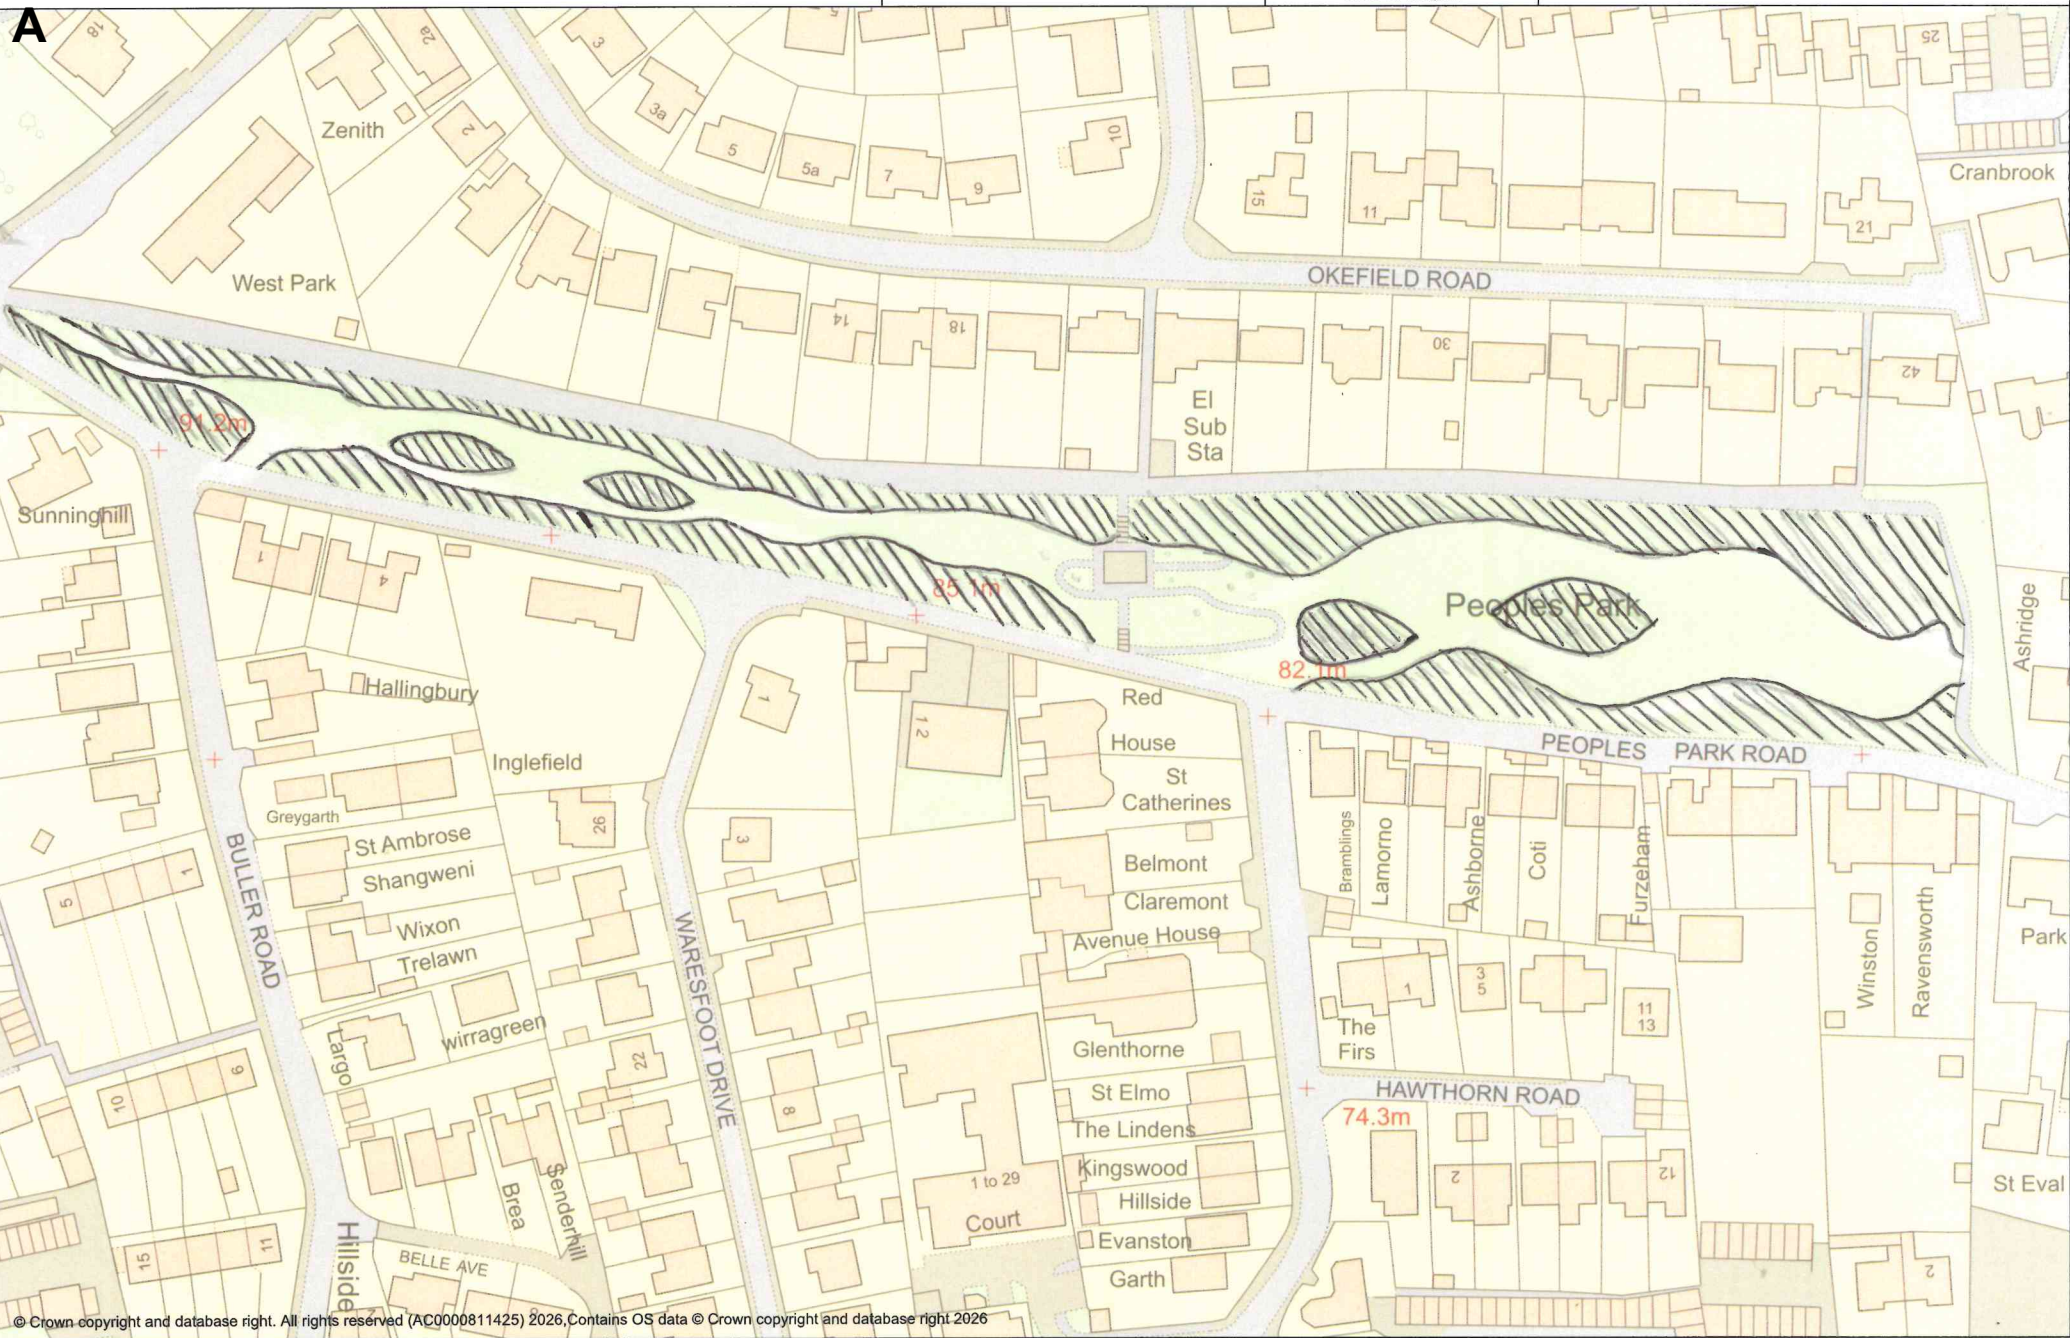 A
18
2a
3
5
25
Zenith
2
3a
5
5a
7
9
10
15
11
21
Cranbrook
West Park
OKEFIELD ROAD
14
18
30
42
El
Sub
Sta
91.2m
Sunninghill
1
4
85.1m
Peoples Park
82.1m
Ashridge
Hallingbury
1
12
Red
House
St
Catherines
PEOPLES PARK ROAD
Inglefield
Greygarth
26
St Ambrose
Shangweni
3
BULLER ROAD
5
1
Belmont
Claremont
Bramblings
Lamorno
Ashborne
Coti
Furzeham
Wixon
Trelawn
WARESFOOT DRIVE
Avenue House
Winston
Ravensworth
Park
1
3
5
11
13
Largo
wirragreen
The
Firs
10
6
22
8
Glenthorne
St Elmo
The Lindens
HAWTHORN ROAD
74.3m
Kingswood
Hillside
Evanston
Garth
1 to 29
Court
2
12
St Eval
Brea
Senderhill
15
11
Hillside
BELLE AVE
2
© Crown copyright and database right. All rights reserved (AC0000811425) 2026,Contains OS data © Crown copyright and database right 2026